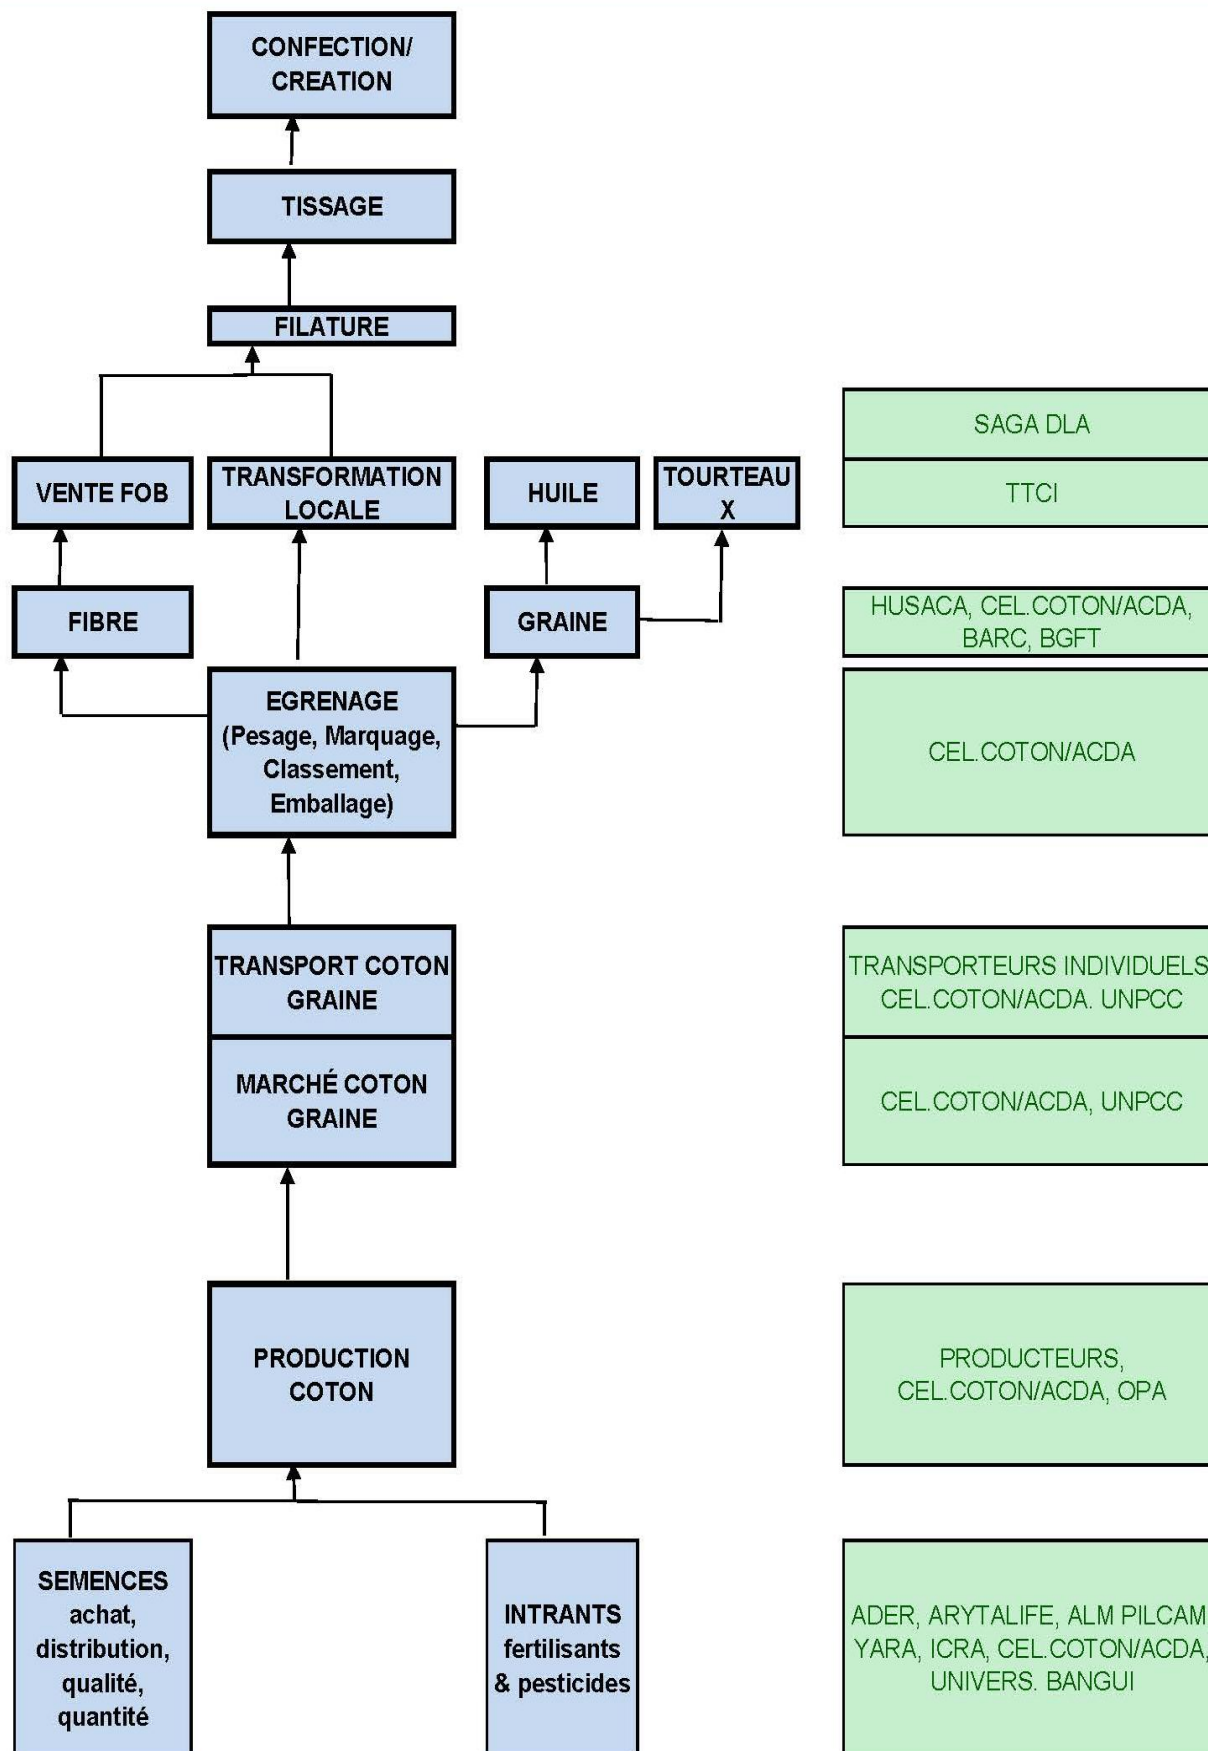 CONFECTION/
CREATION
TISSAGE
FILATURE
SAGA DLA
VENTE FOB
TRANSFORMATION
LOCALE
HUILE
TOURTEAU
X
TTCI
FIBRE
GRAINE
HUSACA, CEL.COTON/ACDA,
BARC, BGFT
EGRENAGE
(Pesage, Marquage,
Classement,
Emballage)
CEL.COTON/ACDA
TRANSPORT COTON
GRAINE
TRANSPORTEURS INDIVIDUELS
CEL.COTON/ACDA. UNPCC
MARCHÉ COTON
GRAINE
CEL.COTON/ACDA, UNPCC
PRODUCTION
COTON
PRODUCTEURS,
CEL.COTON/ACDA, OPA
SEMENCES
achat,
distribution,
qualité,
quantité
INTRANTS
fertilisants
& pesticides
ADER, ARYTALIFE, ALM PILCAM
YARA, ICRA, CEL.COTON/ACDA,
UNIVERS. BANGUI